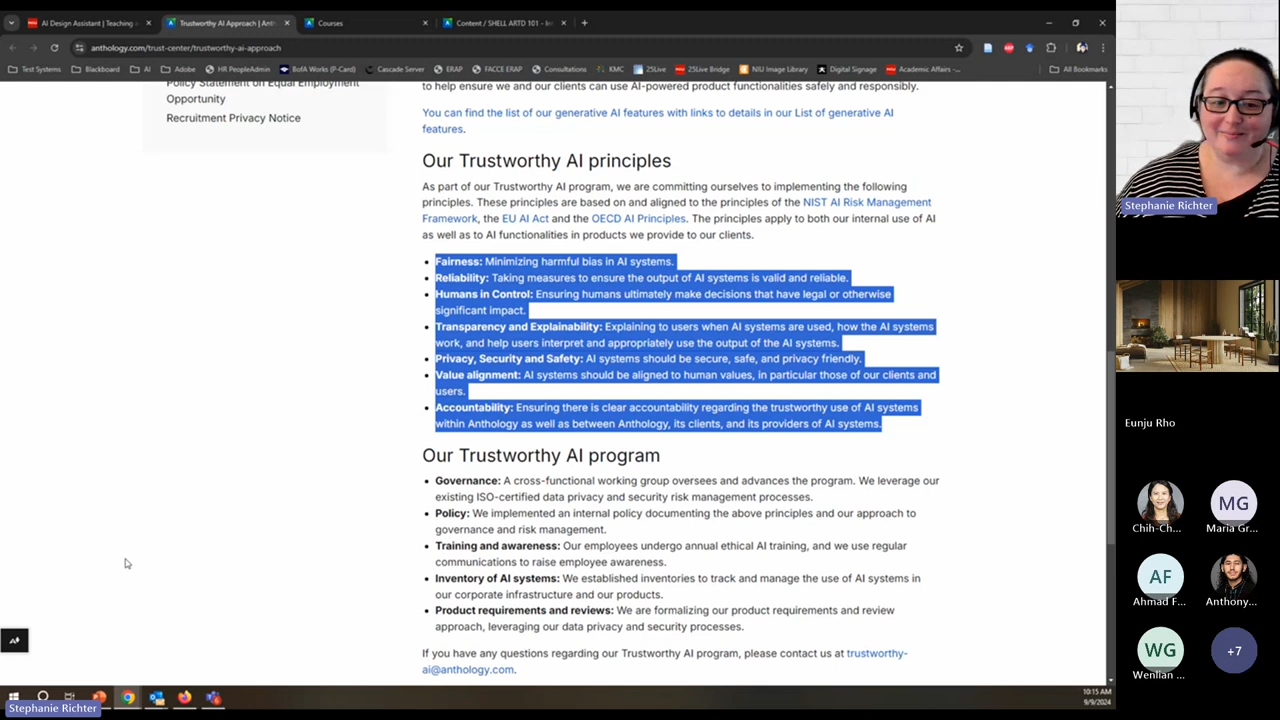 AI Design Assistant | Teaching
Trustworthy AI Approach | Anth
Courses
Content / SHELL ARTD 101 - In
anthology.com/trust-center/trustworthy-ai-approach
Test Systems
Blackboard
AI
Adobe
HR PeopleAdmin
BofA Works (P-Card)
Cascade Server
ERAP
FACCE ERAP
Consultations
KMC
25Live
25Live Bridge
NIU Image Library
Digital Signage
Academic Affairs -...
All Bookmarks
Policy Statement on Equal Employment
Opportunity
Recruitment Privacy Notice
to help ensure we and our clients can use AI-powered product functionalities safely and responsibly.
You can find the list of our generative AI features with links to details in our List of generative AI
features.
Our Trustworthy AI principles
As part of our Trustworthy AI program, we are committing ourselves to implementing the following
principles. These principles are based on and aligned to the principles of the NIST AI Risk Management
Framework, the EU AI Act and the OECD AI Principles. The principles apply to both our internal use of AI
as well as to AI functionalities in products we provide to our clients.
• Fairness: Minimizing harmful bias in AI systems.
• Reliability: Taking measures to ensure the output of AI systems is valid and reliable.
• Humans in Control: Ensuring humans ultimately make decisions that have legal or otherwise
significant impact.
• Transparency and Explainability: Explaining to users when AI systems are used, how the AI systems
work, and help users interpret and appropriately use the output of the AI systems.
• Privacy, Security and Safety: AI systems should be secure, safe, and privacy friendly.
• Value alignment: AI systems should be aligned to human values, in particular those of our clients and
users.
• Accountability: Ensuring there is clear accountability regarding the trustworthy use of AI systems
within Anthology as well as between Anthology, its clients, and its providers of AI systems.
Our Trustworthy AI program
• Governance: A cross-functional working group oversees and advances the program. We leverage our
existing ISO-certified data privacy and security risk management processes.
• Policy: We implemented an internal policy documenting the above principles and our approach to
governance and risk management.
• Training and awareness: Our employees undergo annual ethical AI training, and we use regular
communications to raise employee awareness.
• Inventory of AI systems: We established inventories to track and manage the use of AI systems in
our corporate infrastructure and our products.
• Product requirements and reviews: We are formalizing our product requirements and review
approach, leveraging our data privacy and security processes.
If you have any questions regarding our Trustworthy AI program, please contact us at trustworthy-
ai@anthology.com.
10:15 AM
9/9/2024
Stephanie Richter
Stephanie Richter
Eunju Rho
Chih-Ch...
MG
Maria Gr...
AF
Ahmad F...
Anthony...
WG
Wenlian ...
+7